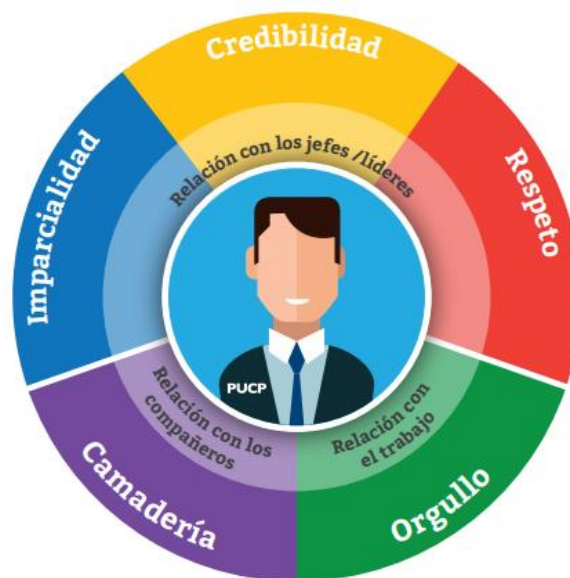 Credibilidad
Imparcialidad
Respeto
Relación con los jefes /líderes
PUCP
Relación con los
compañeros
Relación con
el trabajo
Camadería
Orgullo